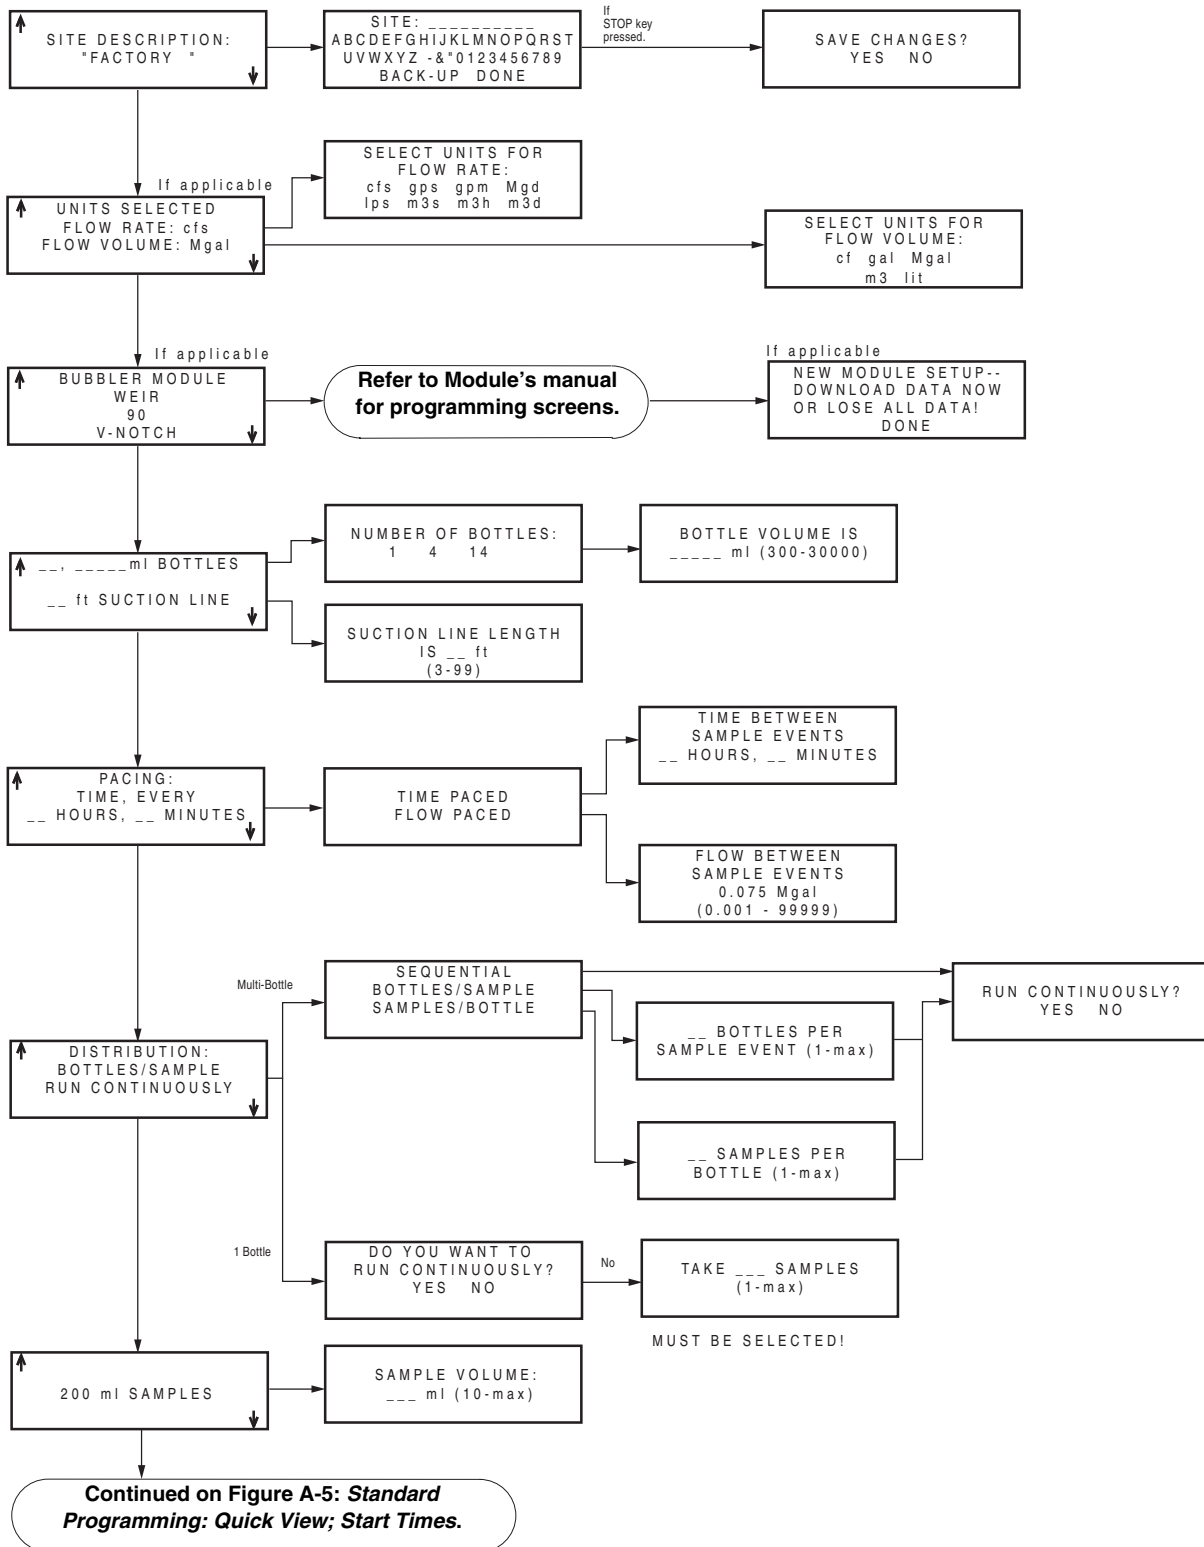 SITE DESCRIPTION:
"FACTORY "
SITE: __________
ABCDEFGHIJKLMNOPQRST
UVWXYZ -&"0123456789
BACK-UP DONE
If
STOP key
pressed.
SAVE CHANGES?
YES NO
If applicable
UNITS SELECTED
FLOW RATE: cfs
FLOW VOLUME: Mgal
SELECT UNITS FOR
FLOW RATE:
cfs gps gpm Mgd
lps m3s m3h m3d
SELECT UNITS FOR
FLOW VOLUME:
cf gal Mgal
m3 lit
If applicable
BUBBLER MODULE
WEIR
90
V-NOTCH
Refer to Module's manual
for programming screens.
If applicable
NEW MODULE SETUP--
DOWNLOAD DATA NOW
OR LOSE ALL DATA!
DONE
__, _____ml BOTTLES
__ ft SUCTION LINE
NUMBER OF BOTTLES:
1 4 14
BOTTLE VOLUME IS
_____ ml (300-30000)
SUCTION LINE LENGTH
IS __ ft
(3-99)
PACING:
TIME, EVERY
__ HOURS, __ MINUTES
TIME PACED
FLOW PACED
TIME BETWEEN
SAMPLE EVENTS
__ HOURS, __ MINUTES
FLOW BETWEEN
SAMPLE EVENTS
0.075 Mgal
(0.001 - 99999)
DISTRIBUTION:
BOTTLES/SAMPLE
RUN CONTINUOUSLY
Multi-Bottle
SEQUENTIAL
BOTTLES/SAMPLE
SAMPLES/BOTTLE
__ BOTTLES PER
SAMPLE EVENT (1-max)
__ SAMPLES PER
BOTTLE (1-max)
RUN CONTINUOUSLY?
YES NO
1 Bottle
DO YOU WANT TO
RUN CONTINUOUSLY?
YES NO
No
TAKE ___ SAMPLES
(1-max)
MUST BE SELECTED!
200 ml SAMPLES
SAMPLE VOLUME:
___ ml (10-max)
Continued on Figure A-5: Standard
Programming: Quick View; Start Times.